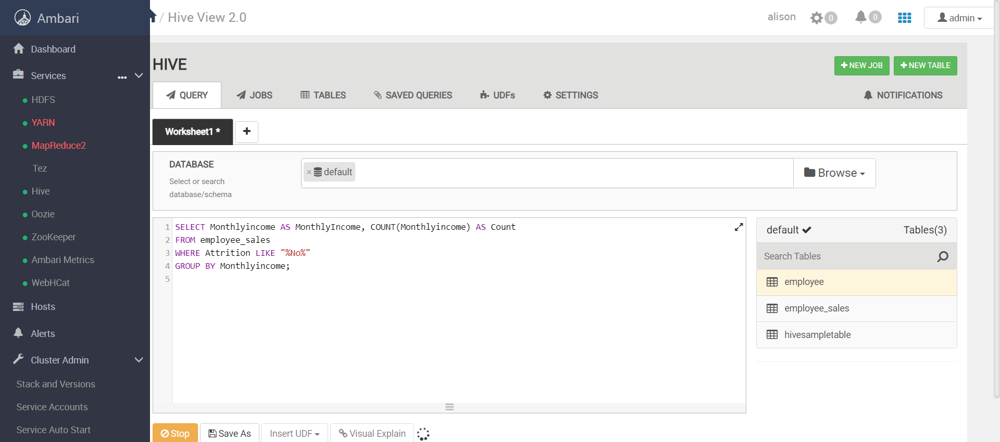 Ambari
/ Hive View 2.0
alison
0
0
admin
Dashboard
Services
...
HDFS
YARN
MapReduce2
Tez
Hive
Oozie
ZooKeeper
Ambari Metrics
WebHCat
Hosts
Alerts
Cluster Admin
Stack and Versions
Service Accounts
Service Auto Start
HIVE
+ NEW JOB
+ NEW TABLE
QUERY
JOBS
TABLES
SAVED QUERIES
UDFs
SETTINGS
NOTIFICATIONS
Worksheet1 *
+
DATABASE
Select or search
database/schema
× default
Browse
1 SELECT Monthlyincome AS MonthlyIncome, COUNT(Monthlyincome) AS Count
2 FROM employee_sales
3 WHERE Attrition LIKE "%No%"
4 GROUP BY Monthlyincome;
5
default
Tables(3)
Search Tables
employee
employee_sales
hivesampletable
Stop
Save As
Insert UDF
Visual Explain